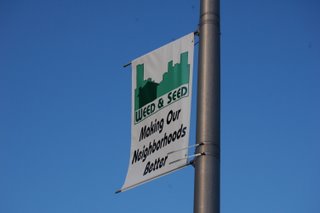 WEED & SEED
Making Our
Neighborhoods
Better